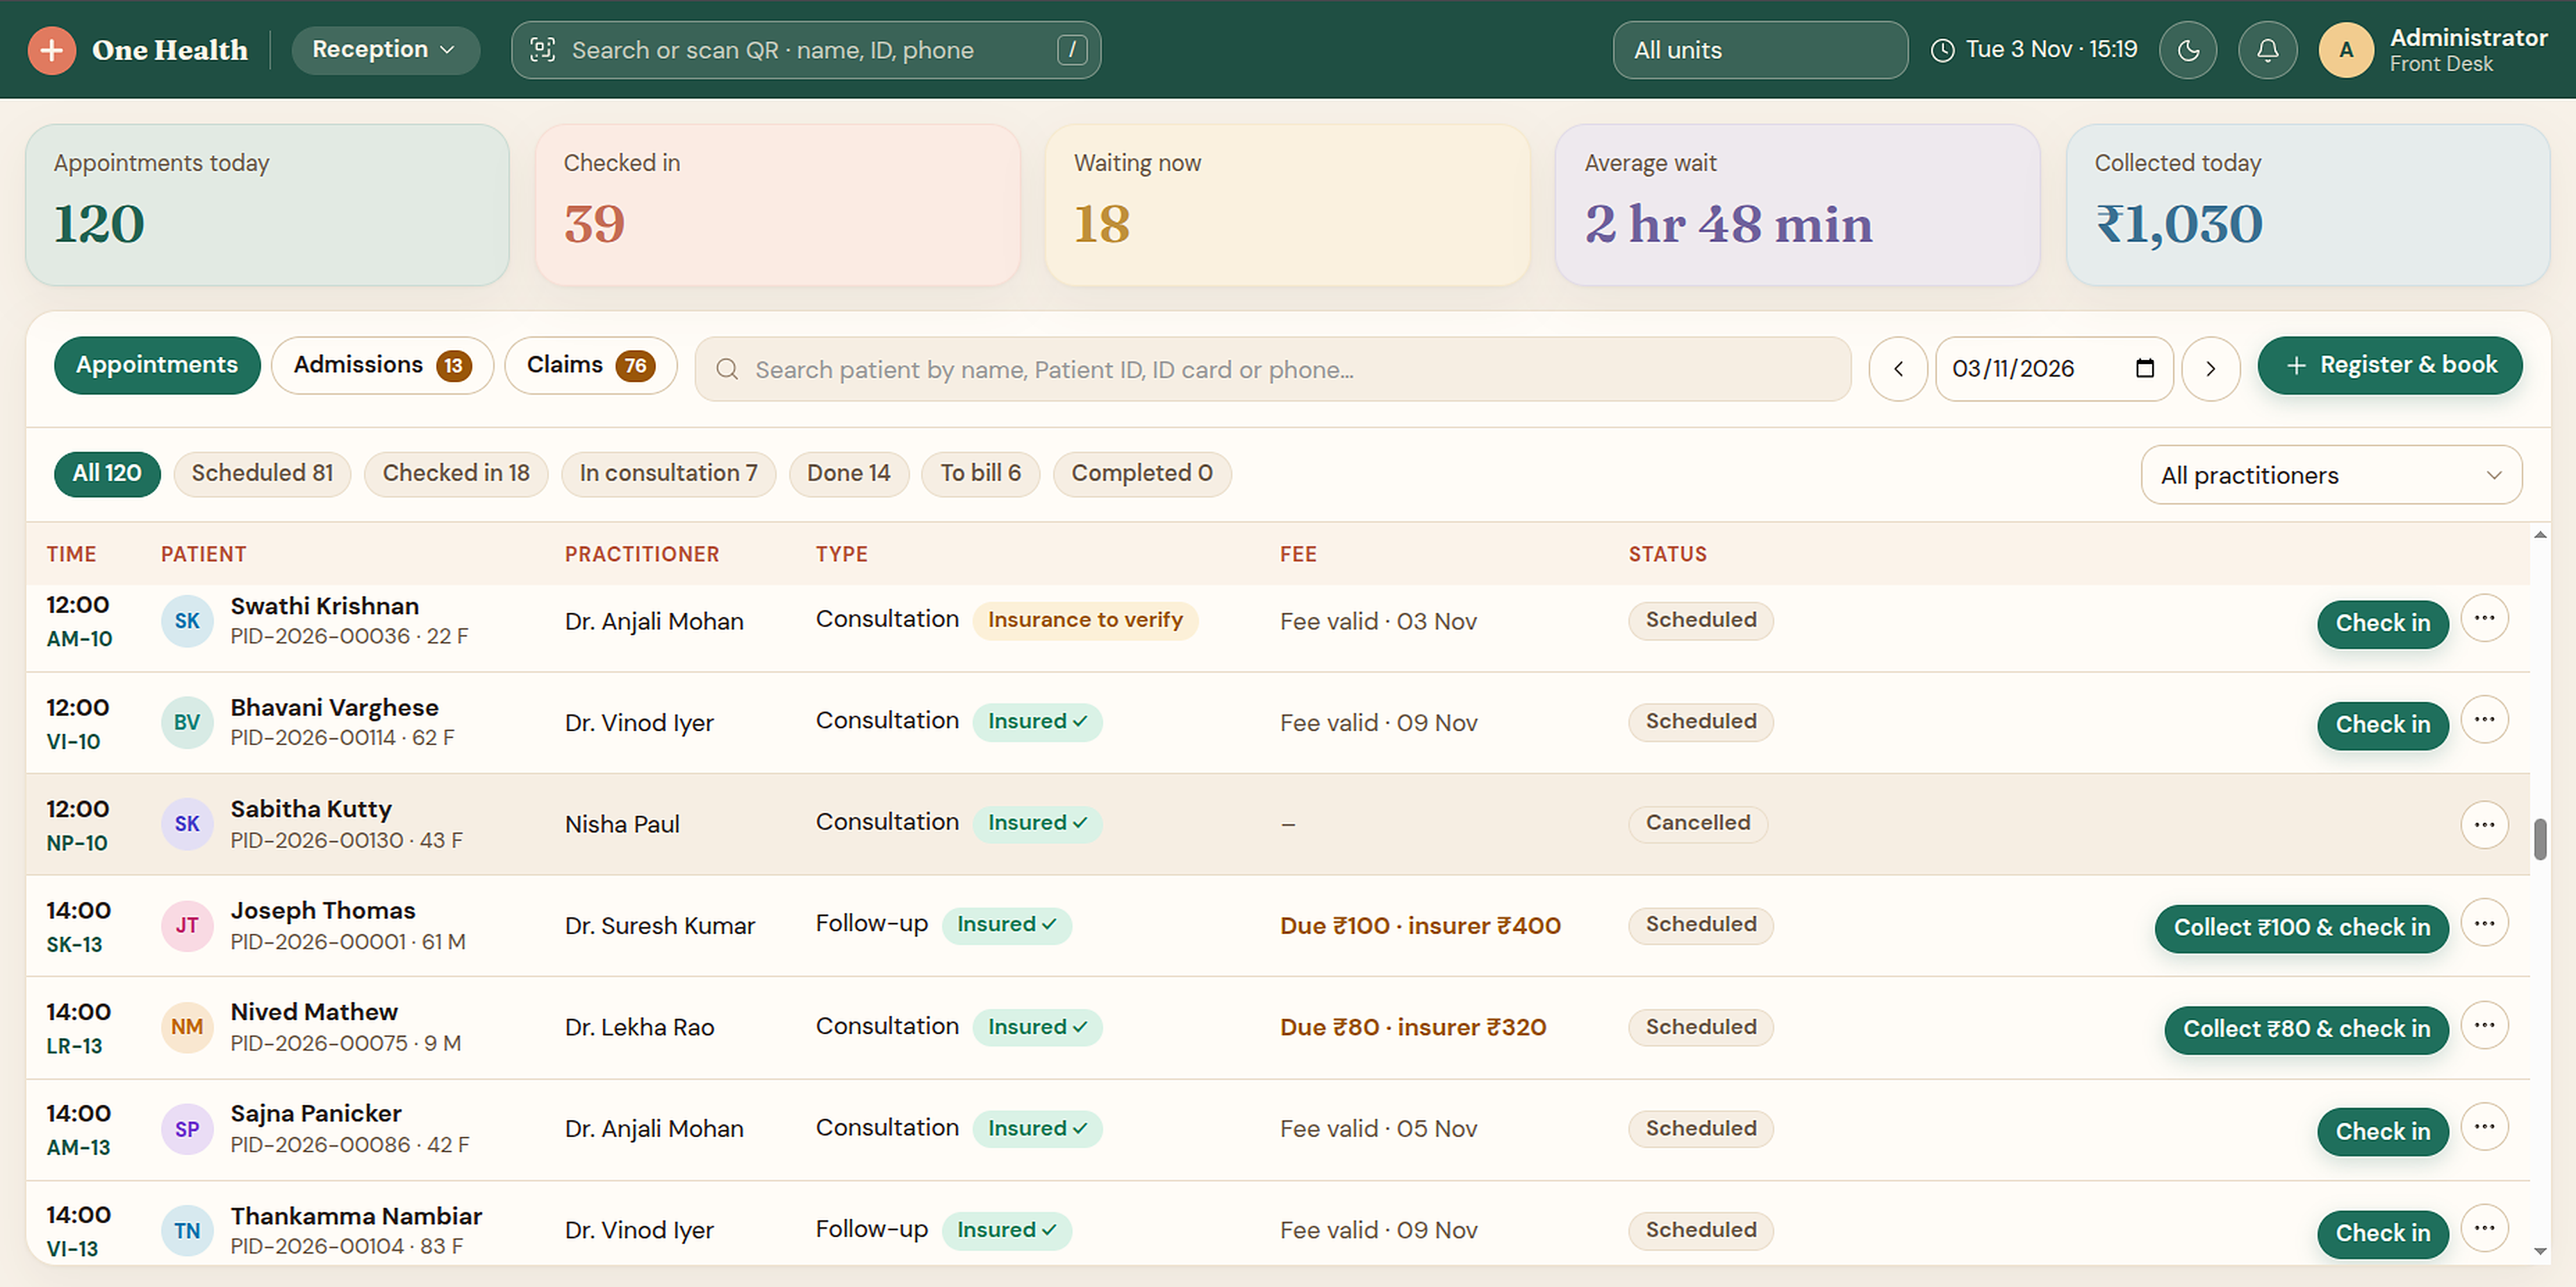 One Health
Reception
Search or scan QR · name, ID, phone
/
All units
Tue 3 Nov · 15:19
A
Administrator
Front Desk
Appointments today
120
Checked in
39
Waiting now
18
Average wait
2 hr 48 min
Collected today
₹1,030
Appointments
Admissions 13
Claims 76
Search patient by name, Patient ID, ID card or phone...
03/11/2026
Register & book
All 120
Scheduled 81
Checked in 18
In consultation 7
Done 14
To bill 6
Completed 0
All practitioners
TIME PATIENT PRACTITIONER TYPE FEE STATUS
12:00 SK Swathi Krishnan Dr. Anjali Mohan Consultation Insurance to verify Fee valid · 03 Nov Scheduled Check in
AM-10 PID-2026-00036 · 22 F
12:00 BV Bhavani Varghese Dr. Vinod Iyer Consultation Insured ✓ Fee valid · 09 Nov Scheduled Check in
VI-10 PID-2026-00114 · 62 F
12:00 SK Sabitha Kutty Nisha Paul Consultation Insured ✓ – Cancelled
NP-10 PID-2026-00130 · 43 F
14:00 JT Joseph Thomas Dr. Suresh Kumar Follow-up Insured ✓ Due ₹100 · insurer ₹400 Scheduled Collect ₹100 & check in
SK-13 PID-2026-00001 · 61 M
14:00 NM Nived Mathew Dr. Lekha Rao Consultation Insured ✓ Due ₹80 · insurer ₹320 Scheduled Collect ₹80 & check in
LR-13 PID-2026-00075 · 9 M
14:00 SP Sajna Panicker Dr. Anjali Mohan Consultation Insured ✓ Fee valid · 05 Nov Scheduled Check in
AM-13 PID-2026-00086 · 42 F
14:00 TN Thankamma Nambiar Dr. Vinod Iyer Follow-up Insured ✓ Fee valid · 09 Nov Scheduled Check in
VI-13 PID-2026-00104 · 83 F